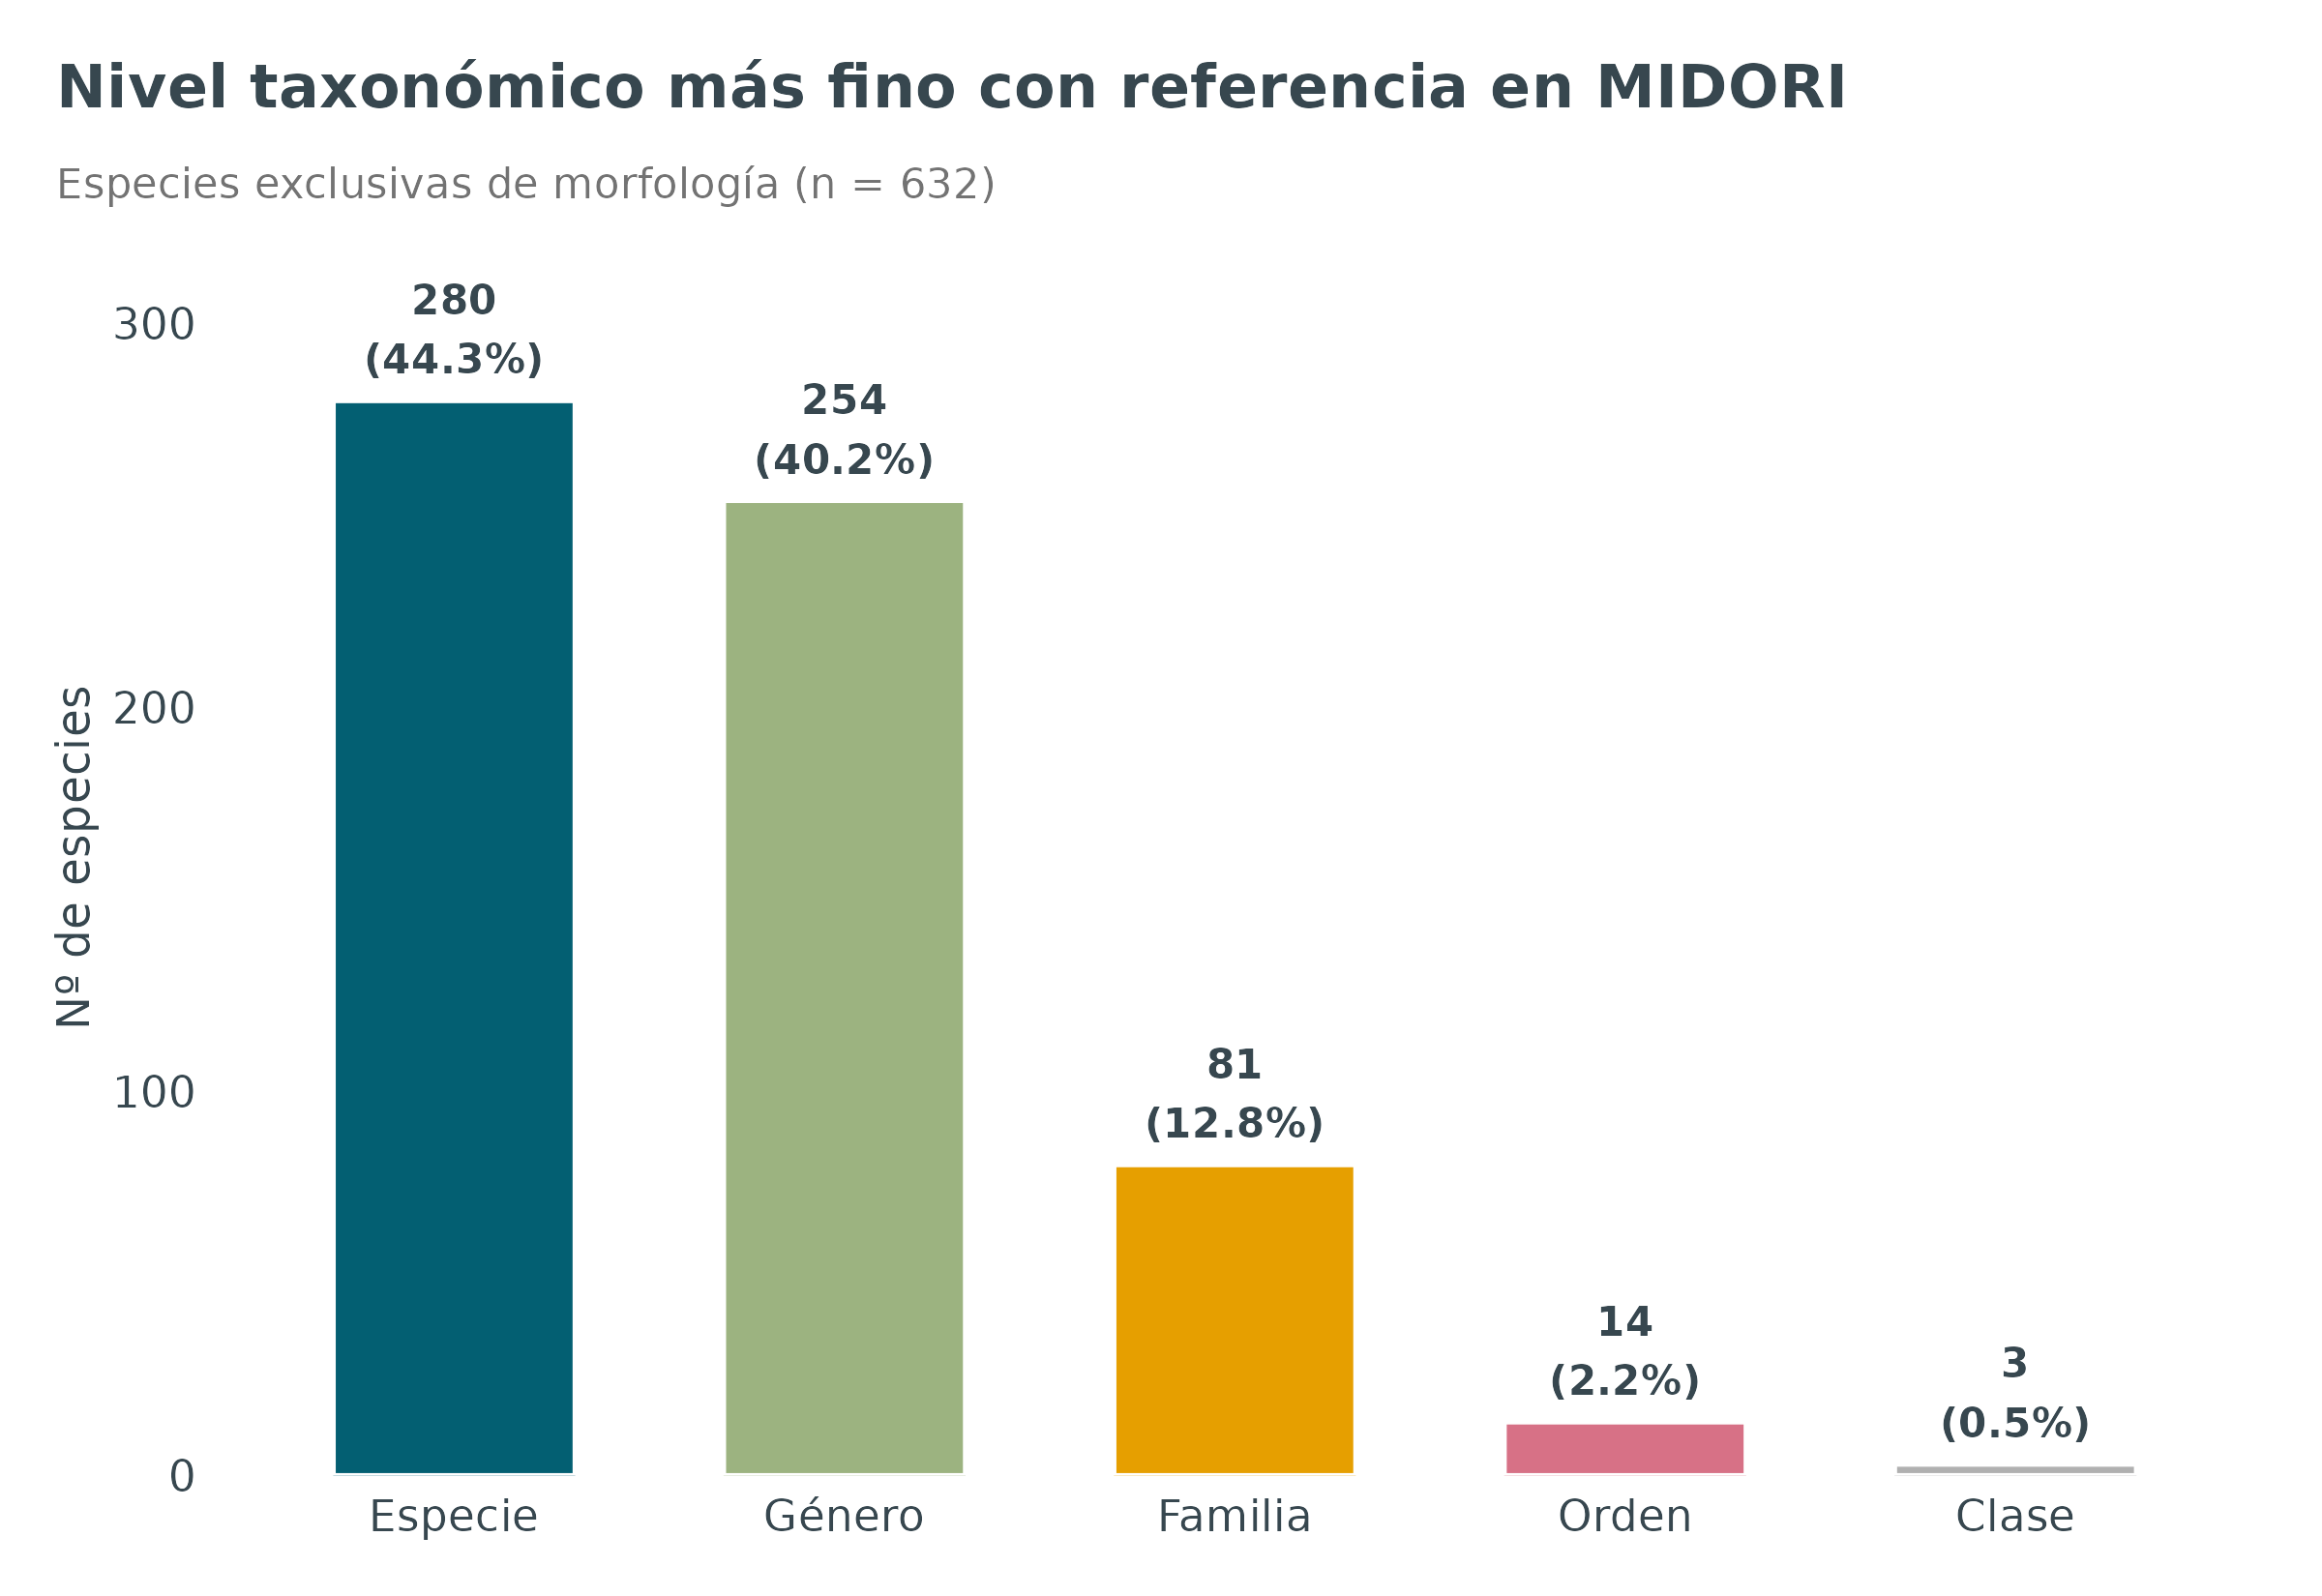 Nivel taxonómico más fino con referencia en MIDORI
Especies exclusivas de morfología (n = 632)
Nº de especies
300
200
100
0
280
(44.3%)
254
(40.2%)
81
(12.8%)
14
(2.2%)
3
(0.5%)
Especie
Género
Familia
Orden
Clase